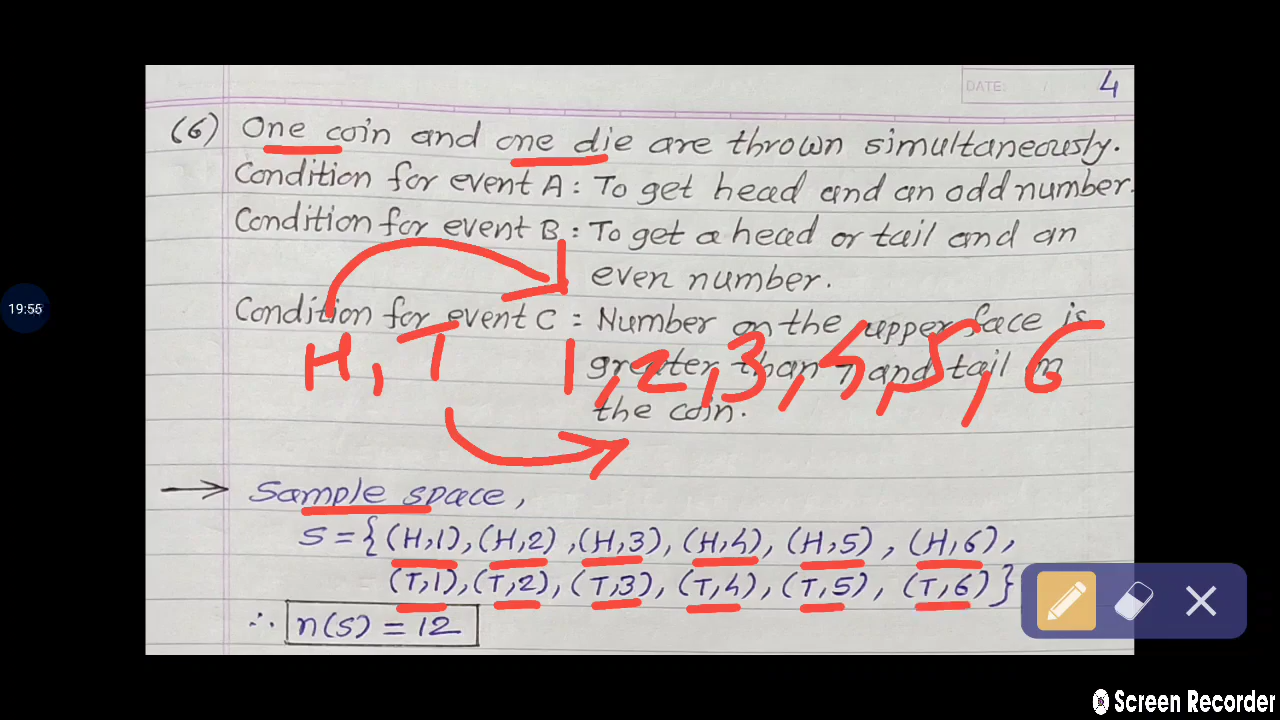 DATE: 4
(6) One coin and one die are thrown simultaneously.
Condition for event A : To get head and an odd number.
Condition for event B : To get a head or tail and an
even number.
19:55
Condition for event C = Number on the upper face is
H, T 1, 2, 3, 4, 5, 6
greater than 7 and tail on
the coin.
→ Sample space,
S = { (H,1), (H,2) , (H,3), (H,4), (H,5) , (H,6) ,
(T,1), (T,2), (T,3), (T,4), (T,5), (T,6) }
∴ n(s) = 12
Screen Recorder